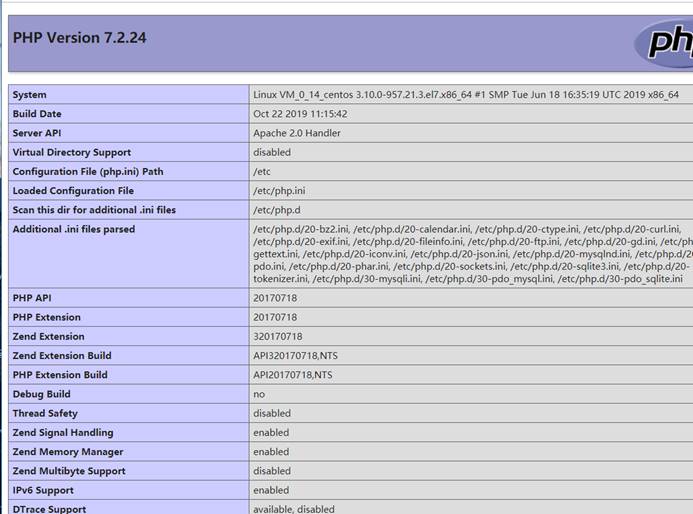 PHP Version 7.2.24
php
System Linux VM_0_14_centos 3.10.0-957.21.3.el7.x86_64 #1 SMP Tue Jun 18 16:35:19 UTC 2019 x86_64
Build Date Oct 22 2019 11:15:42
Server API Apache 2.0 Handler
Virtual Directory Support disabled
Configuration File (php.ini) Path /etc
Loaded Configuration File /etc/php.ini
Scan this dir for additional .ini files /etc/php.d
Additional .ini files parsed /etc/php.d/20-bz2.ini, /etc/php.d/20-calendar.ini, /etc/php.d/20-ctype.ini, /etc/php.d/20-curl.ini,
/etc/php.d/20-exif.ini, /etc/php.d/20-fileinfo.ini, /etc/php.d/20-ftp.ini, /etc/php.d/20-gd.ini, /etc/ph
gettext.ini, /etc/php.d/20-iconv.ini, /etc/php.d/20-json.ini, /etc/php.d/20-mysqlnd.ini, /etc/php.d/20
pdo.ini, /etc/php.d/20-phar.ini, /etc/php.d/20-sockets.ini, /etc/php.d/20-sqlite3.ini, /etc/php.d/20-
tokenizer.ini, /etc/php.d/30-mysqli.ini, /etc/php.d/30-pdo_mysql.ini, /etc/php.d/30-pdo_sqlite.ini
PHP API 20170718
PHP Extension 20170718
Zend Extension 320170718
Zend Extension Build API320170718,NTS
PHP Extension Build API20170718,NTS
Debug Build no
Thread Safety disabled
Zend Signal Handling enabled
Zend Memory Manager enabled
Zend Multibyte Support disabled
IPv6 Support enabled
DTrace Support available, disabled